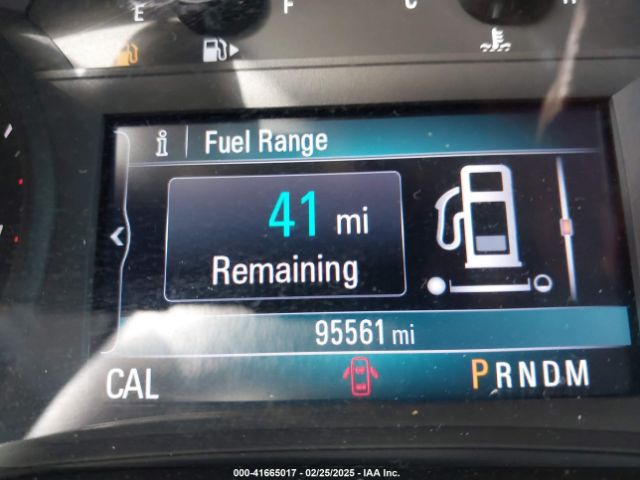 E F C H
Fuel Range
41 mi
Remaining
95561 mi
CAL
PRNDM
000-41665017 - 02/25/2025 - IAA Inc.